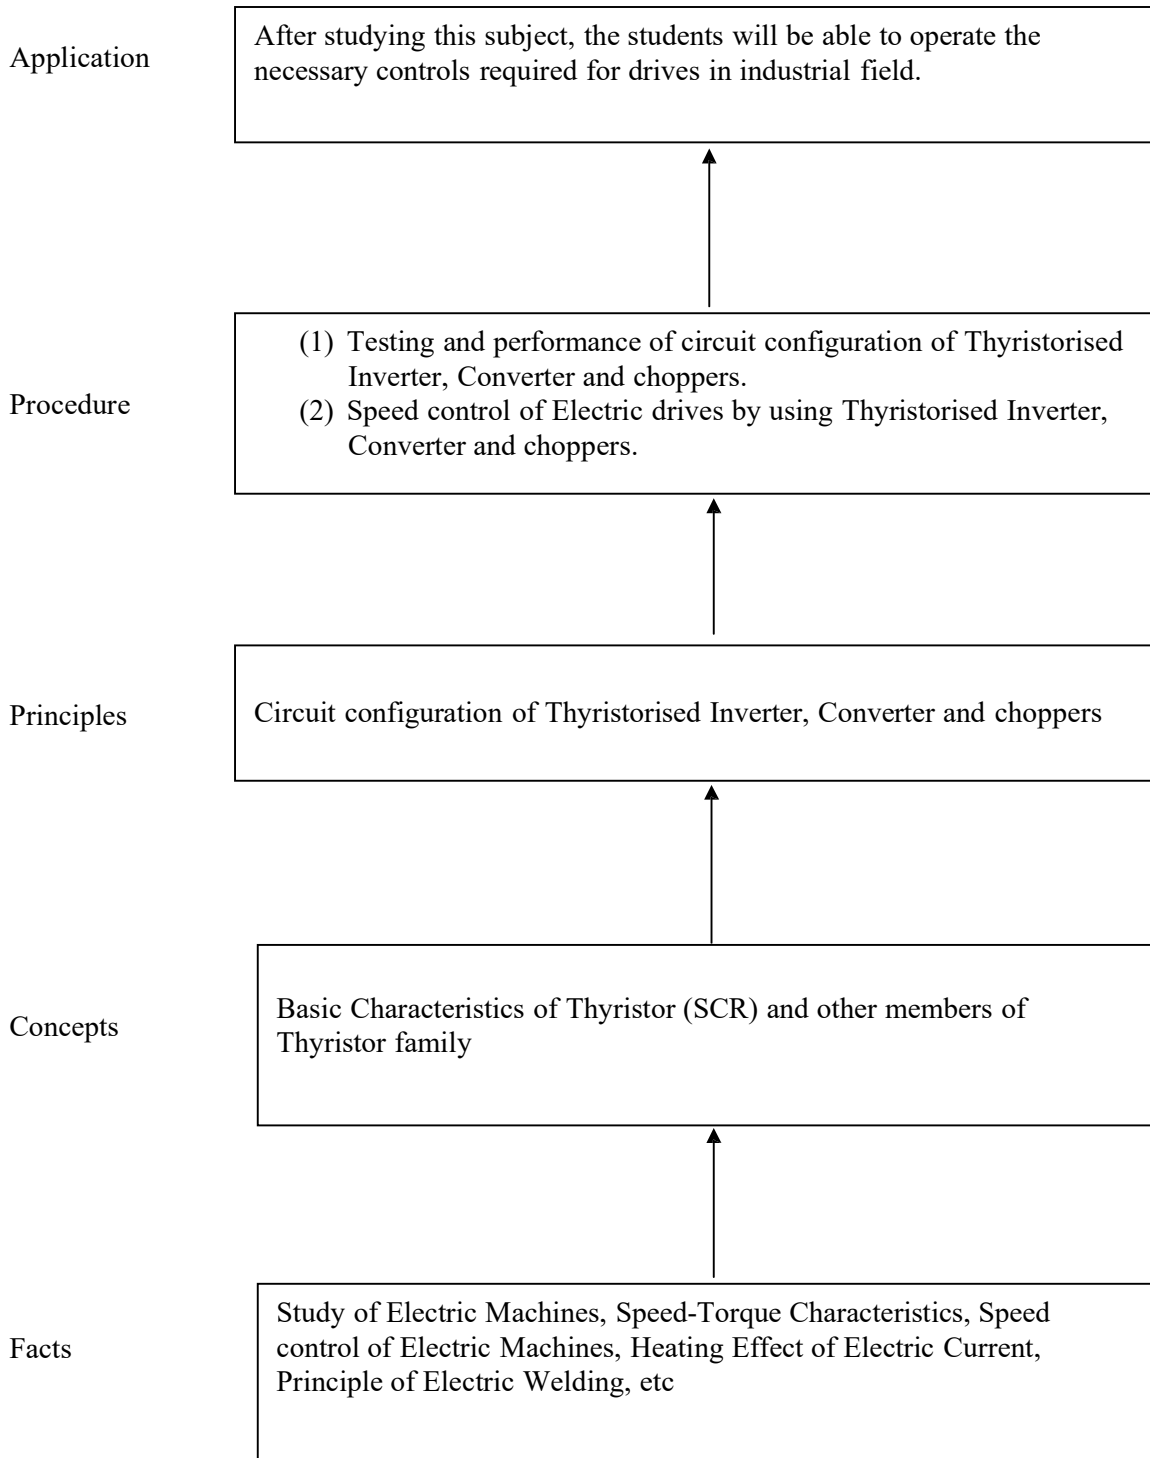 Application
After studying this subject, the students will be able to operate the
necessary controls required for drives in industrial field.
Procedure
(1) Testing and performance of circuit configuration of Thyristorised
Inverter, Converter and choppers.
(2) Speed control of Electric drives by using Thyristorised Inverter,
Converter and choppers.
Principles
Circuit configuration of Thyristorised Inverter, Converter and choppers
Concepts
Basic Characteristics of Thyristor (SCR) and other members of
Thyristor family
Facts
Study of Electric Machines, Speed-Torque Characteristics, Speed
control of Electric Machines, Heating Effect of Electric Current,
Principle of Electric Welding, etc